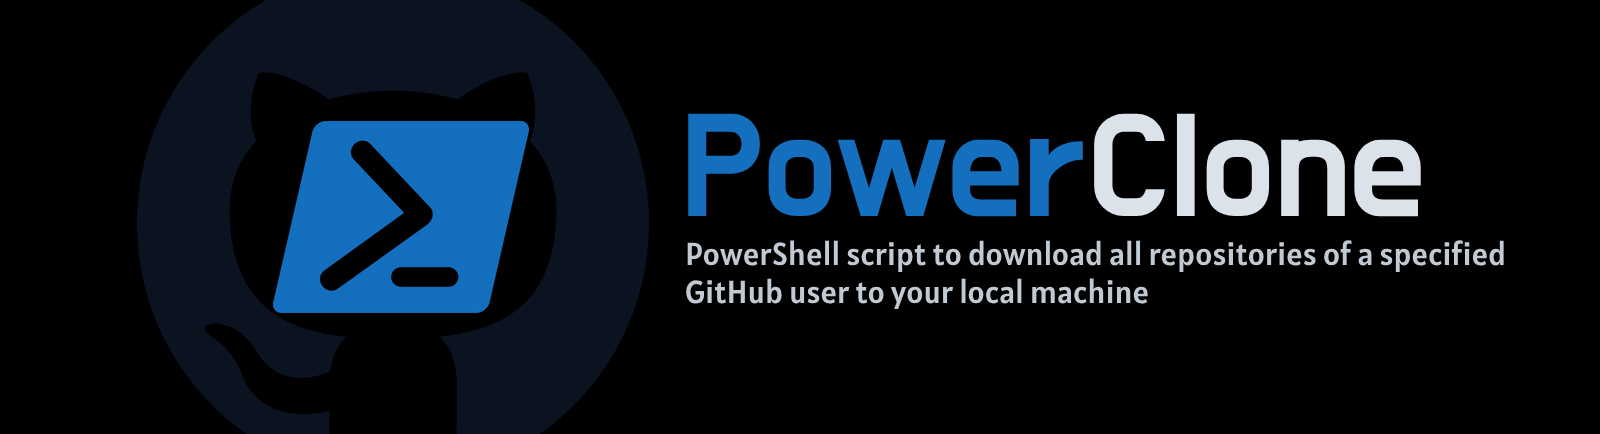 PowerClone
PowerShell script to download all repositories of a specified
GitHub user to your local machine